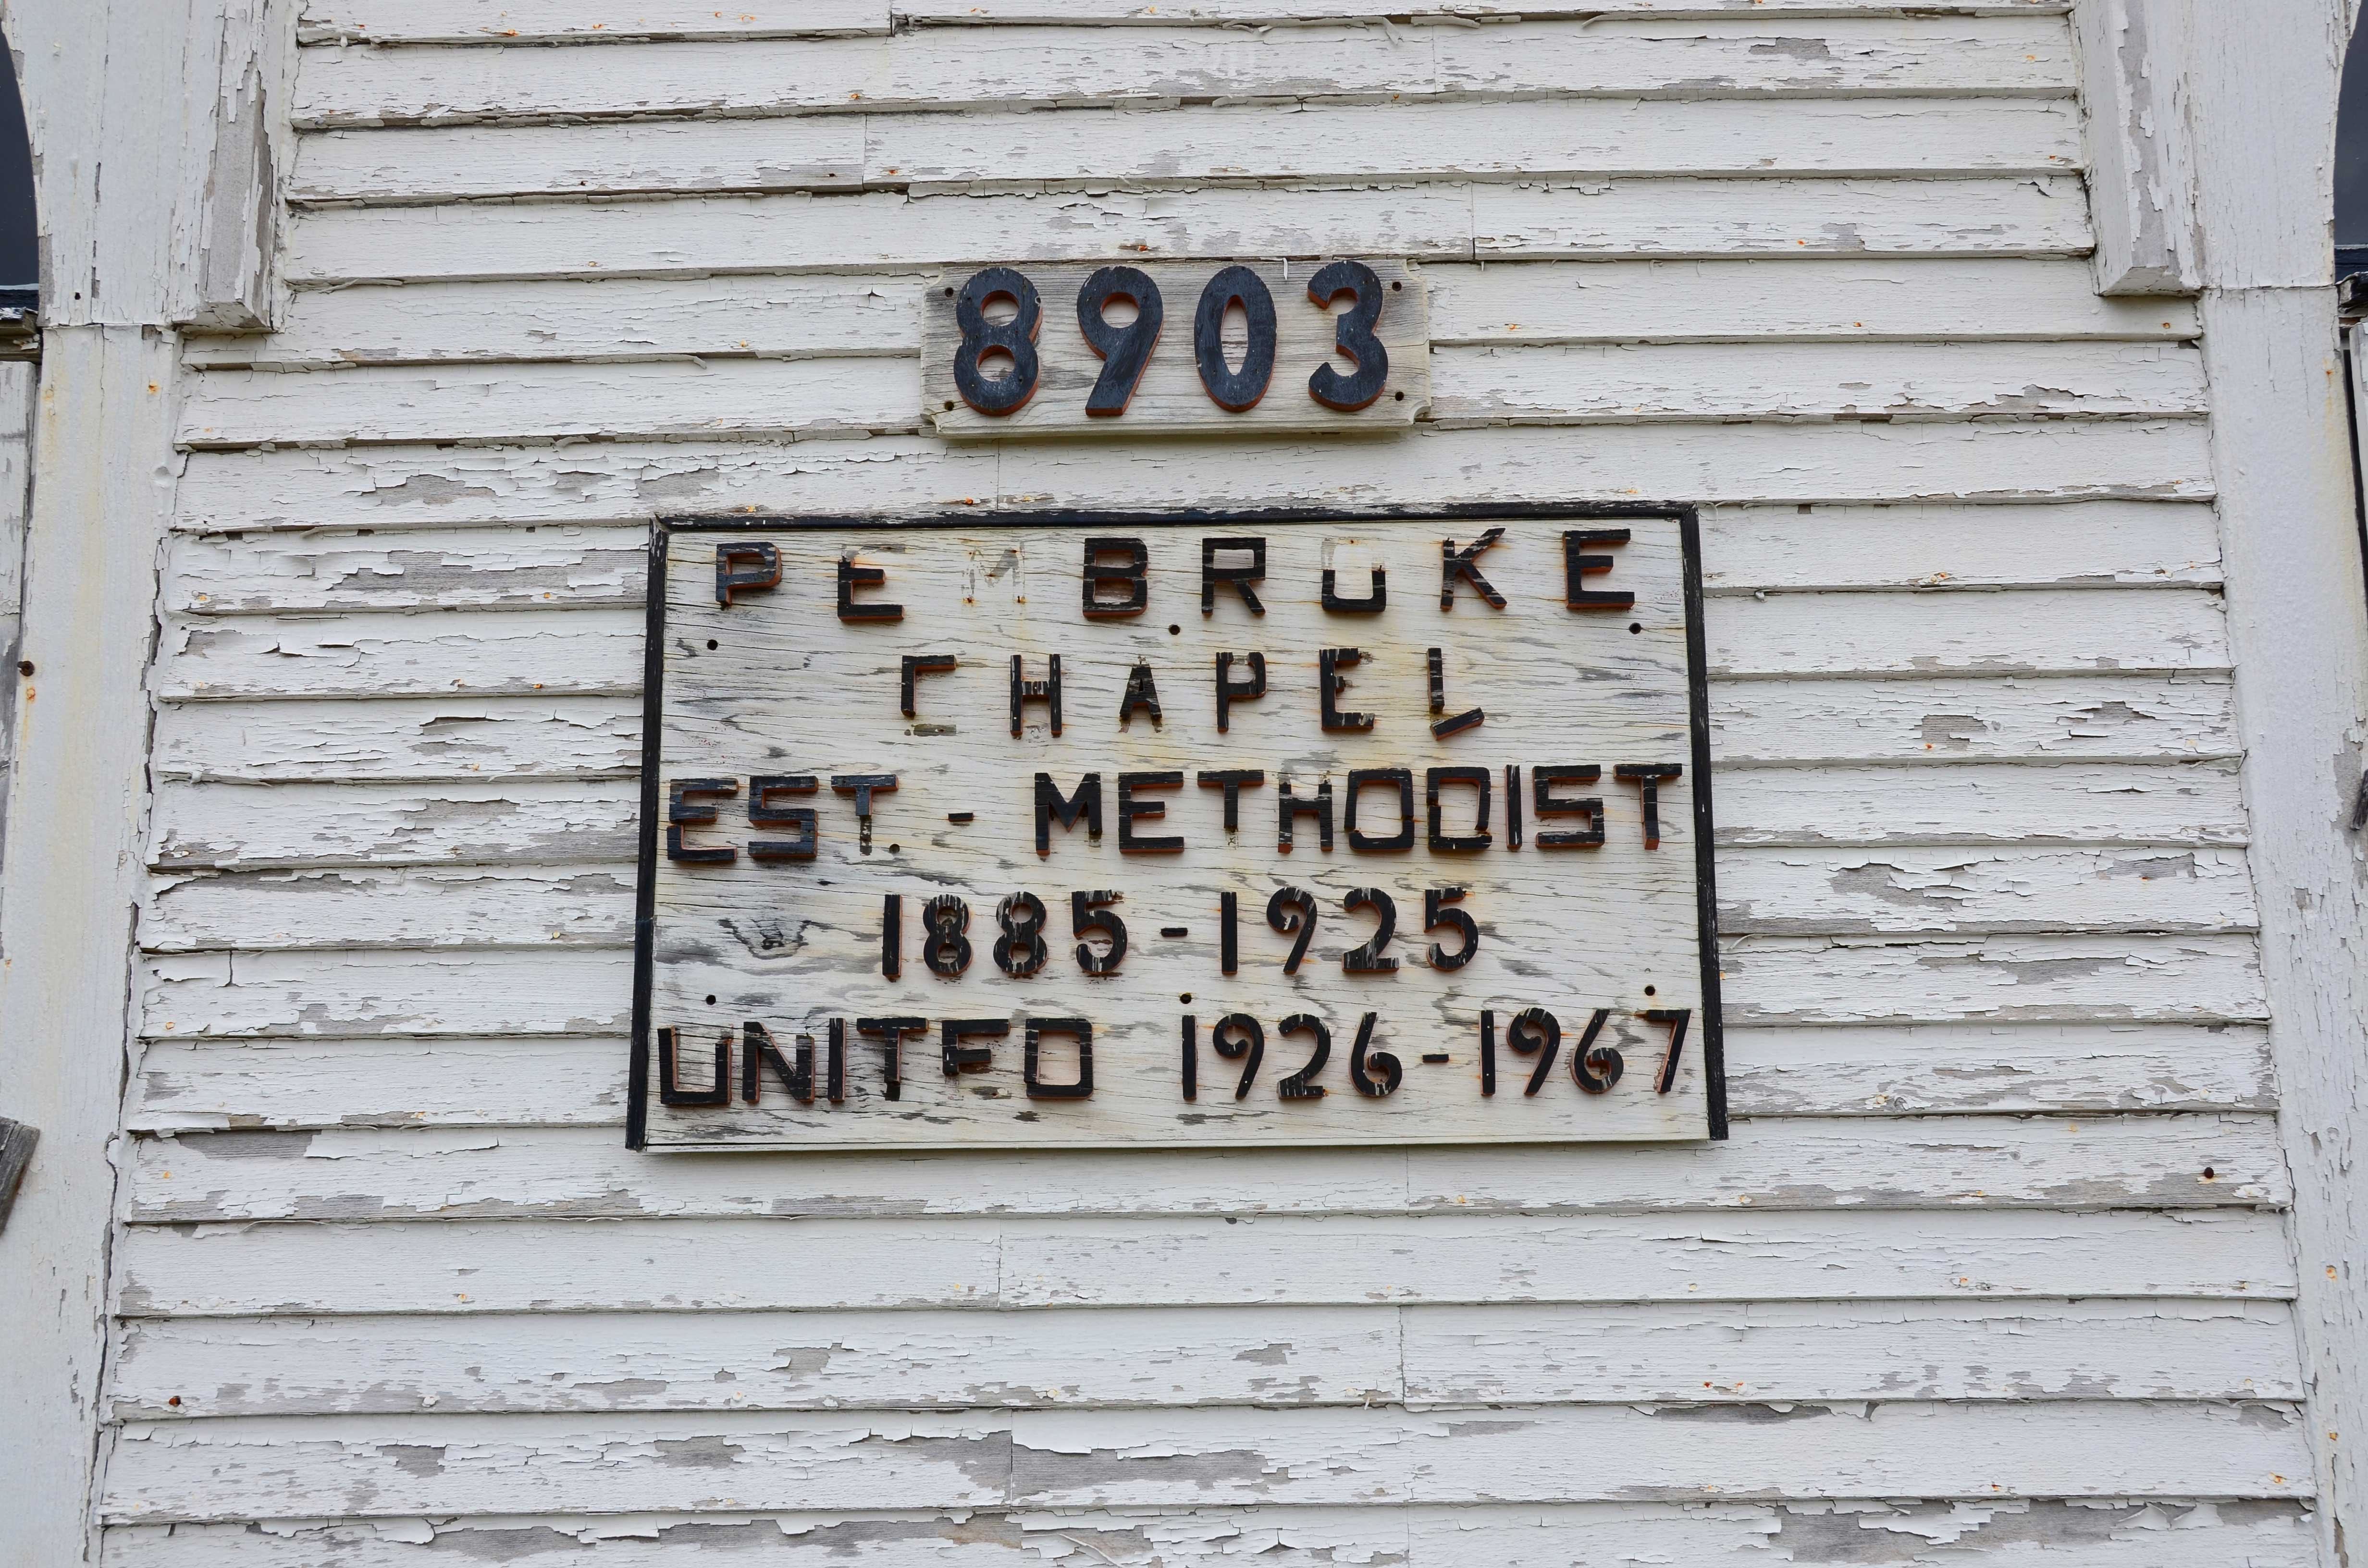 8903
PEMBROKE
CHAPEL
EST - METHODIST
1885-1925
UNITED 1926-1967